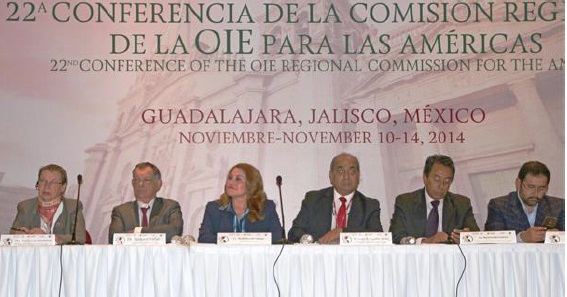 22ᴬ CONFERENCIA DE LA COMISIÓN REG
DE LA OIE PARA LAS AMÉRICAS
22ND CONFERENCE OF THE OIE REGIONAL COMMISSION FOR THE AM
GUADALAJARA, JALISCO, MÉXICO
NOVIEMBRE-NOVEMBER 10-14, 2014